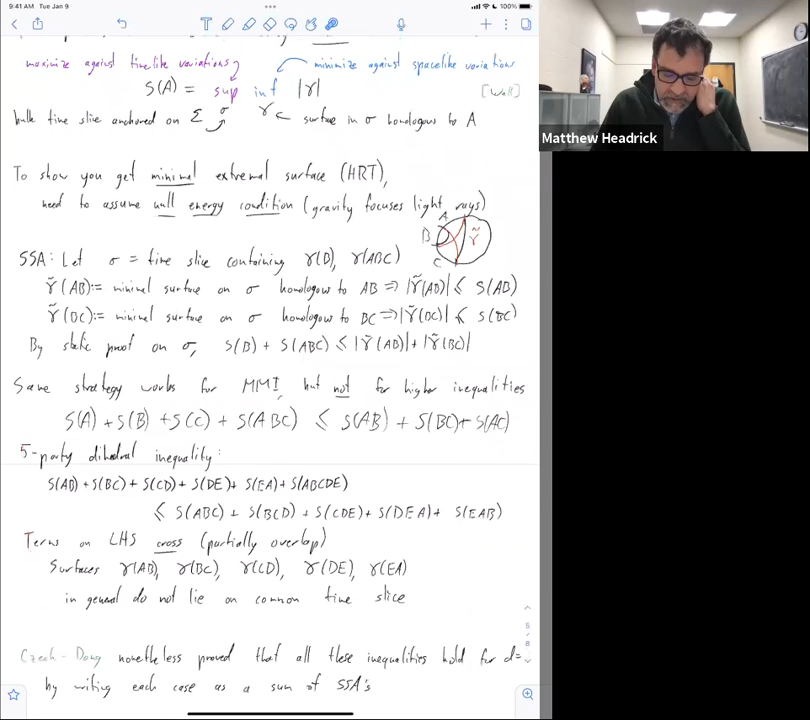 9:41 AM Tue Jan 9
100%
maximize against timelike variations
minimize against spacelike variations
S(A) = sup inf |γ|
[Wall]
σ γ
bulk time slice anchored on Σ
surface in σ homologous to A
To show you get minimal extremal surface (HRT),
need to assume null energy condition (gravity focuses light rays)
A
B
C
γ̃
SSA: Let σ = time slice containing γ(B), γ(ABC)
γ̃(AB) := minimal surface on σ homologous to AB ⇒ |γ̃(AB)| ≤ S(AB)
γ̃(BC) := minimal surface on σ homologous to BC ⇒ |γ̃(BC)| ≤ S(BC)
By static proof on σ, S(B) + S(ABC) ≤ |γ̃(AB)| + |γ̃(BC)|
Same strategy works for MMI, but not for higher inequalities
S(A) + S(B) + S(C) + S(ABC) ≤ S(AB) + S(BC) + S(AC)
5-party dihedral inequality:
S(AB) + S(BC) + S(CD) + S(DE) + S(EA) + S(ABCDE)
≤ S(ABC) + S(BCD) + S(CDE) + S(DEA) + S(EAB)
Terms on LHS cross (partially overlap)
Surfaces γ(AB), γ(BC), γ(CD), γ(DE), γ(EA)
in general do not lie on common time slice
Czech-Dong nonetheless proved that all these inequalities hold for d=
by writing each case as a sum of SSA's
Matthew Headrick